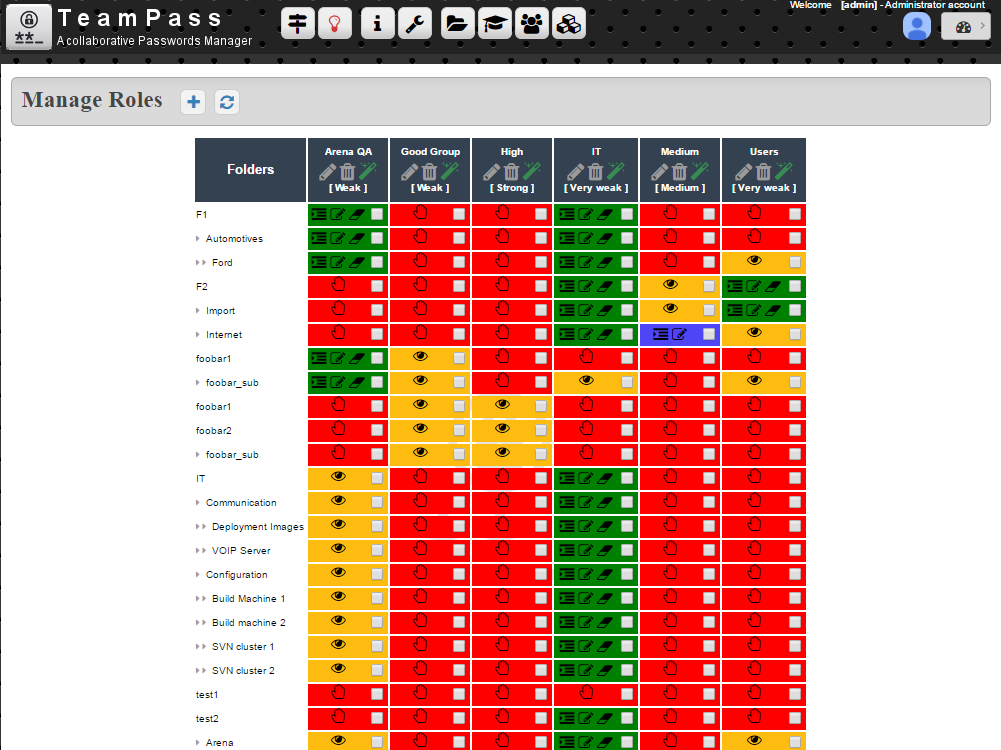 Welcome [admin] - Administrator account
TeamPass
A collaborative Passwords Manager
Manage Roles
Folders Arena QA Good Group High IT Medium Users
[ Weak ] [ Weak ] [ Strong ] [ Very weak ] [ Medium ] [ Very weak ]
F1
Automotives
Ford
F2
Import
Internet
foobar1
foobar_sub
foobar1
foobar2
foobar_sub
IT
Communication
Deployment Images
VOIP Server
Configuration
Build Machine 1
Build machine 2
SVN cluster 1
SVN cluster 2
test1
test2
Arena